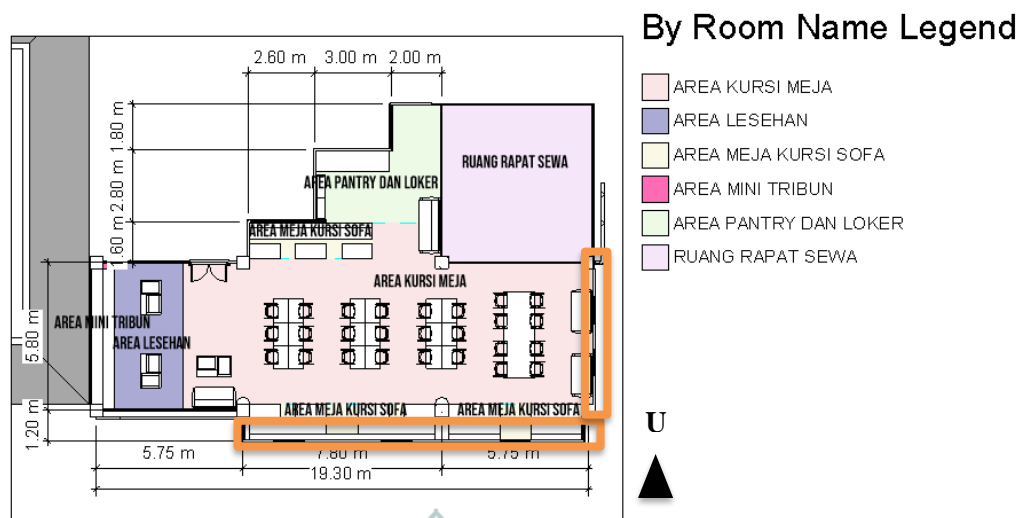 By Room Name Legend
AREA KURSI MEJA
AREA LESEHAN
AREA MEJA KURSI SOFA
AREA MINI TRIBUN
AREA PANTRY DAN LOKER
RUANG RAPAT SEWA
2.60 m 3.00 m 2.00 m
1.80 m
2.80 m
1.60 m
5.80 m
1.20 m
RUANG RAPAT SEWA
AREA PANTRY DAN LOKER
AREA MEJA KURSI SOFA
AREA KURSI MEJA
AREA MINI TRIBUN
AREA LESEHAN
AREA MEJA KURSI SOFA
AREA MEJA KURSI SOFA
5.75 m 7.80 m 5.75 m
19.30 m
U